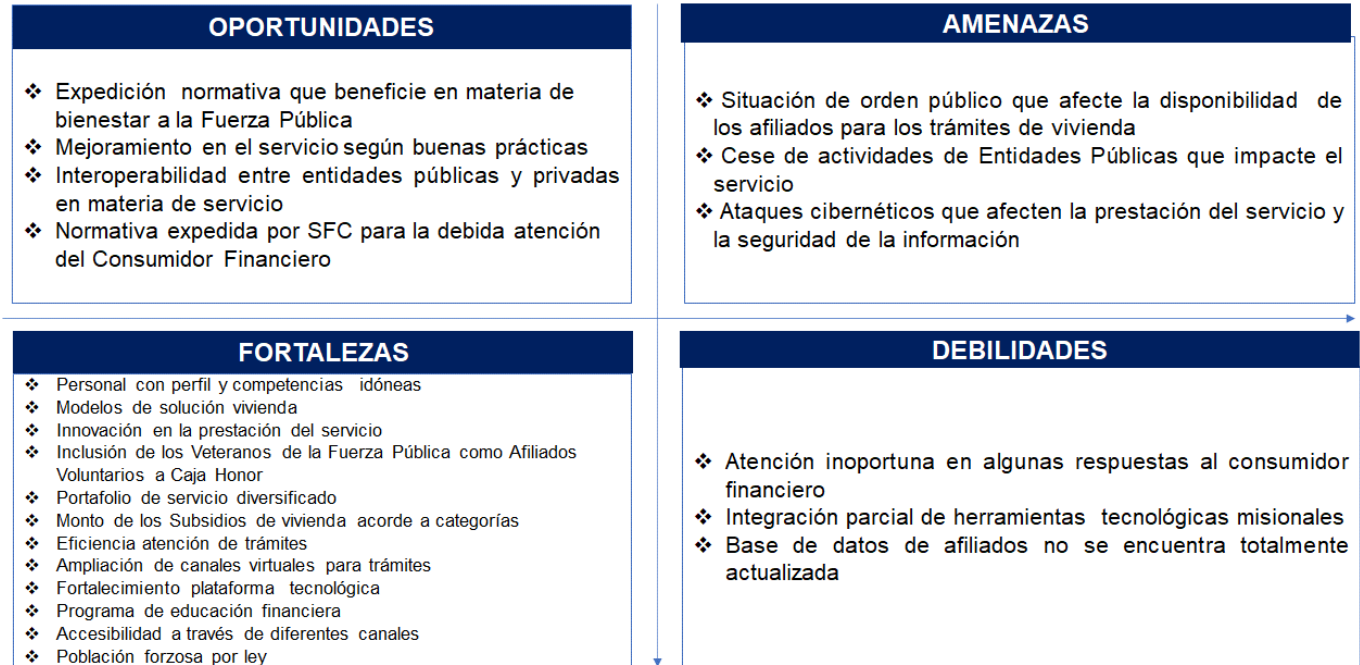 OPORTUNIDADES
❖ Expedición normativa que beneficie en materia de
bienestar a la Fuerza Pública
❖ Mejoramiento en el servicio según buenas prácticas
❖ Interoperabilidad entre entidades públicas y privadas
en materia de servicio
❖ Normativa expedida por SFC para la debida atención
del Consumidor Financiero
AMENAZAS
❖ Situación de orden público que afecte la disponibilidad de
los afiliados para los trámites de vivienda
❖ Cese de actividades de Entidades Públicas que impacte el
servicio
❖ Ataques cibernéticos que afecten la prestación del servicio y
la seguridad de la información
FORTALEZAS
❖ Personal con perfil y competencias idóneas
❖ Modelos de solución vivienda
❖ Innovación en la prestación del servicio
❖ Inclusión de los Veteranos de la Fuerza Pública como Afiliados
Voluntarios a Caja Honor
❖ Portafolio de servicio diversificado
❖ Monto de los Subsidios de vivienda acorde a categorías
❖ Eficiencia atención de trámites
❖ Ampliación de canales virtuales para trámites
❖ Fortalecimiento plataforma tecnológica
❖ Programa de educación financiera
❖ Accesibilidad a través de diferentes canales
❖ Población forzosa por ley
DEBILIDADES
❖ Atención inoportuna en algunas respuestas al consumidor
financiero
❖ Integración parcial de herramientas tecnológicas misionales
❖ Base de datos de afiliados no se encuentra totalmente
actualizada